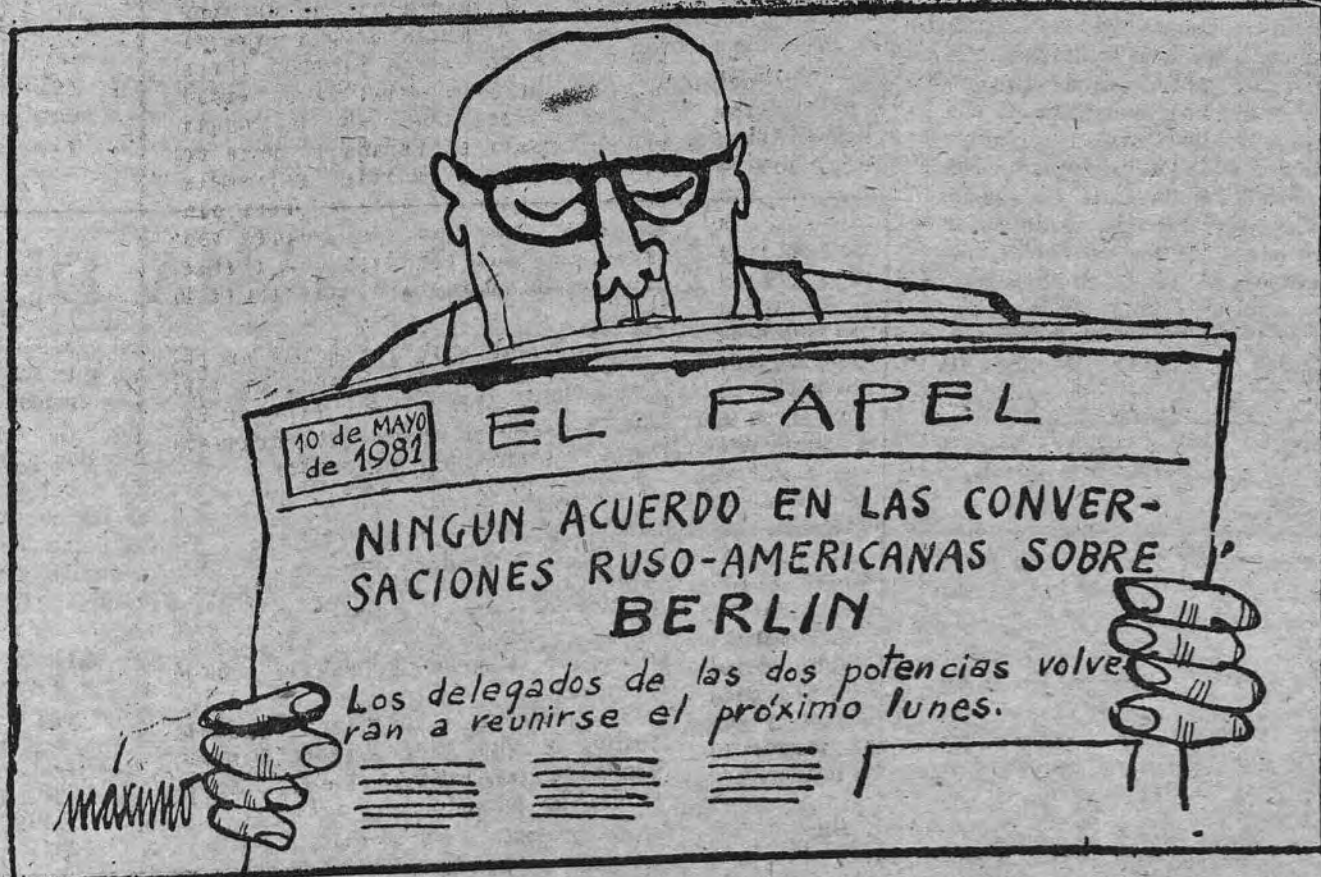 10 de MAYO
de 1981
EL PAPEL
NINGUN ACUERDO EN LAS CONVER-
SACIONES RUSO-AMERICANAS SOBRE
BERLIN
Los delegados de las dos potencias volve
ran a reunirse el próximo lunes.
máximo